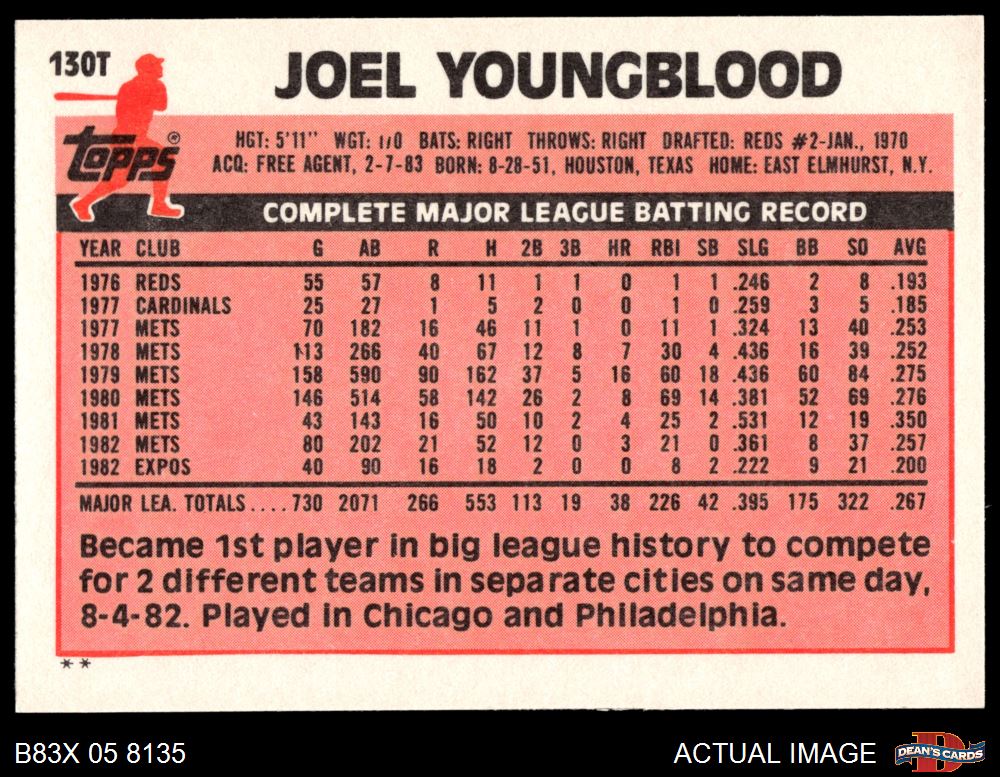 130T
JOEL YOUNGBLOOD
topps®
HGT: 5'11" WGT: 170 BATS: RIGHT THROWS: RIGHT DRAFTED: REDS #2-JAN., 1970
ACQ: FREE AGENT, 2-7-83 BORN: 8-28-51, HOUSTON, TEXAS HOME: EAST ELMHURST, N.Y.
COMPLETE MAJOR LEAGUE BATTING RECORD
YEAR CLUB G AB R H 2B 3B HR RBI SB SLG BB SO AVG
1976 REDS 55 57 8 11 1 1 0 1 1 .246 2 8 .193
1977 CARDINALS 25 27 1 5 2 0 0 1 0 .259 3 5 .185
1977 METS 70 182 16 46 11 1 0 11 1 .324 13 40 .253
1978 METS 113 266 40 67 12 8 7 30 4 .436 16 39 .252
1979 METS 158 590 90 162 37 5 16 60 18 .436 60 84 .275
1980 METS 146 514 58 142 26 2 8 69 14 .381 52 69 .276
1981 METS 43 143 16 50 10 2 4 25 2 .531 12 19 .350
1982 METS 80 202 21 52 12 0 3 21 0 .361 8 37 .257
1982 EXPOS 40 90 16 18 2 0 0 8 2 .222 9 21 .200
MAJOR LEA. TOTALS....730 2071 266 553 113 19 38 226 42 .395 175 322 .267
Became 1st player in big league history to compete
for 2 different teams in separate cities on same day,
8-4-82. Played in Chicago and Philadelphia.
**
B83X 05 8135 ACTUAL IMAGE DEAN'S CARDS